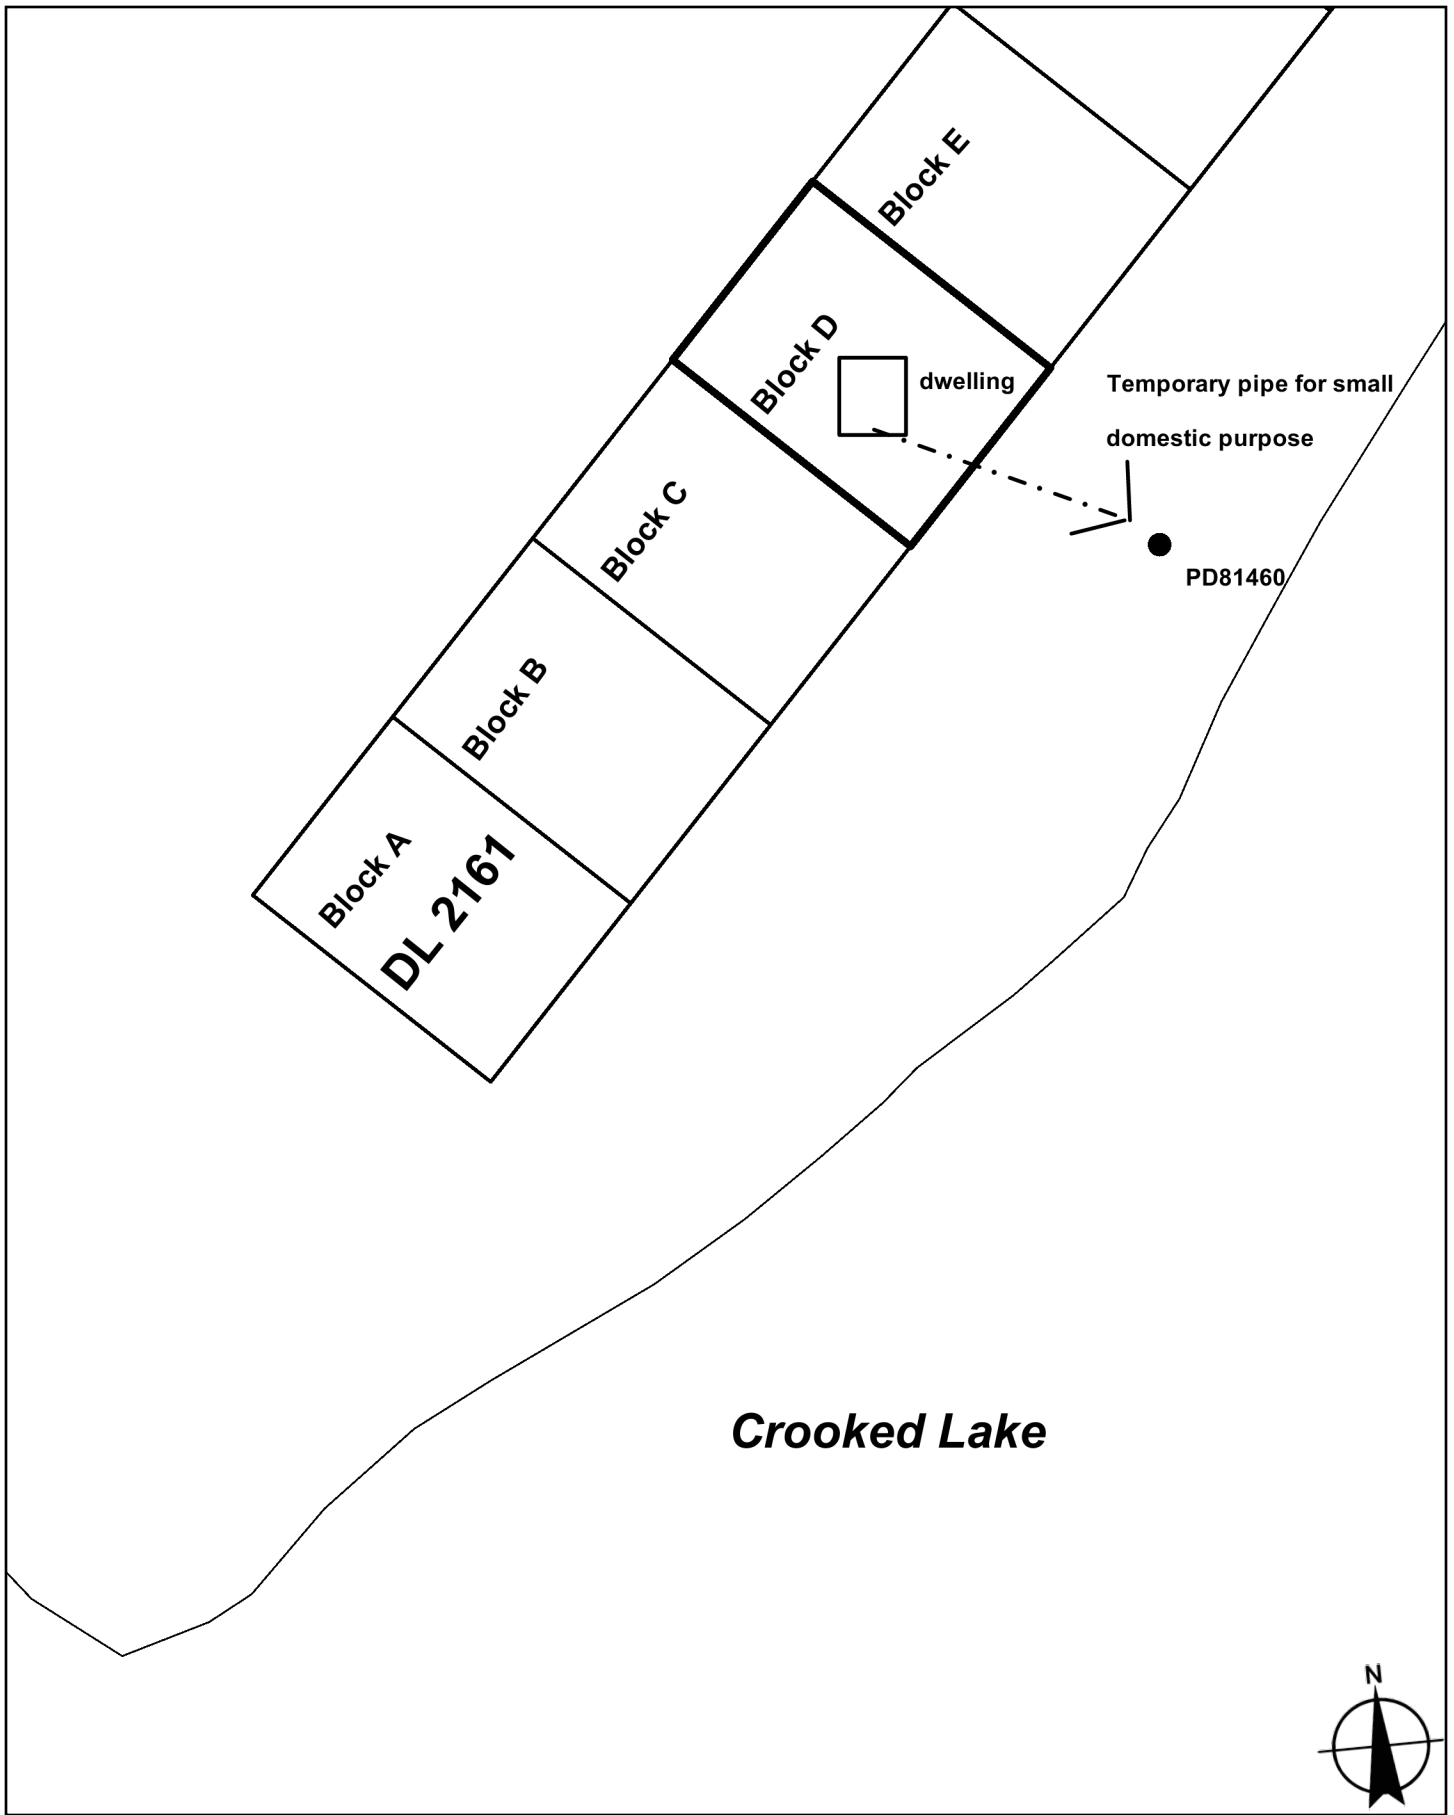 Block E
Block D
dwelling
Temporary pipe for small
domestic purpose
Block C
PD81460
Block B
Block A
DL 2161
Crooked Lake
N